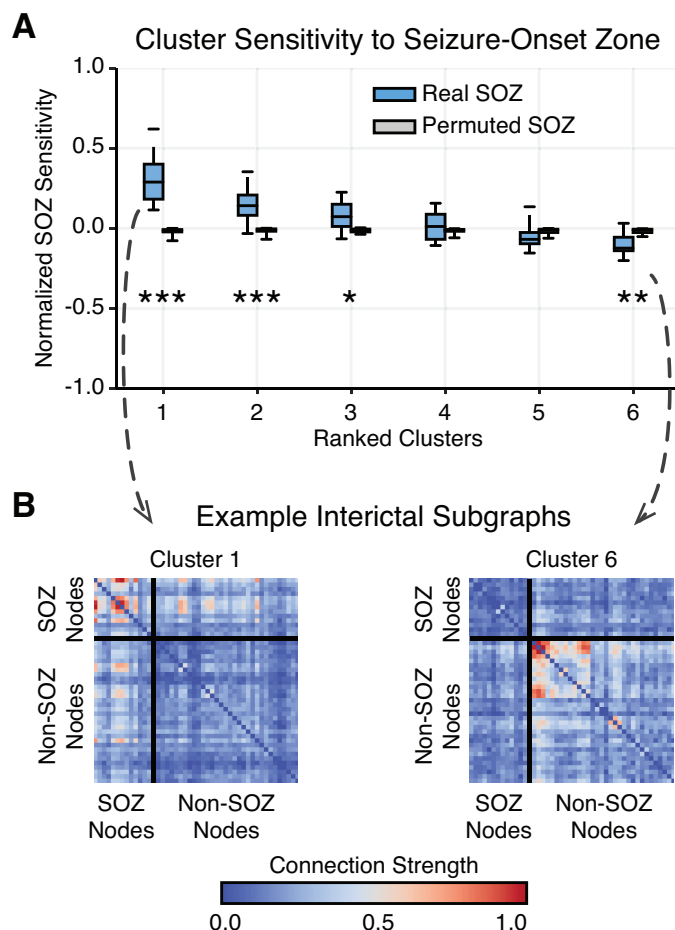 A
Cluster Sensitivity to Seizure-Onset Zone
Normalized SOZ Sensitivity
1.0
0.5
0.0
-0.5
-1.0
Real SOZ
Permuted SOZ
***
***
*
**
1 2 3 4 5 6
Ranked Clusters
B
Example Interictal Subgraphs
Cluster 1
SOZ
Nodes
Non-SOZ
Nodes
SOZ
Nodes
Non-SOZ
Nodes
Cluster 6
SOZ
Nodes
Non-SOZ
Nodes
SOZ
Nodes
Non-SOZ
Nodes
Connection Strength
0.0 0.5 1.0